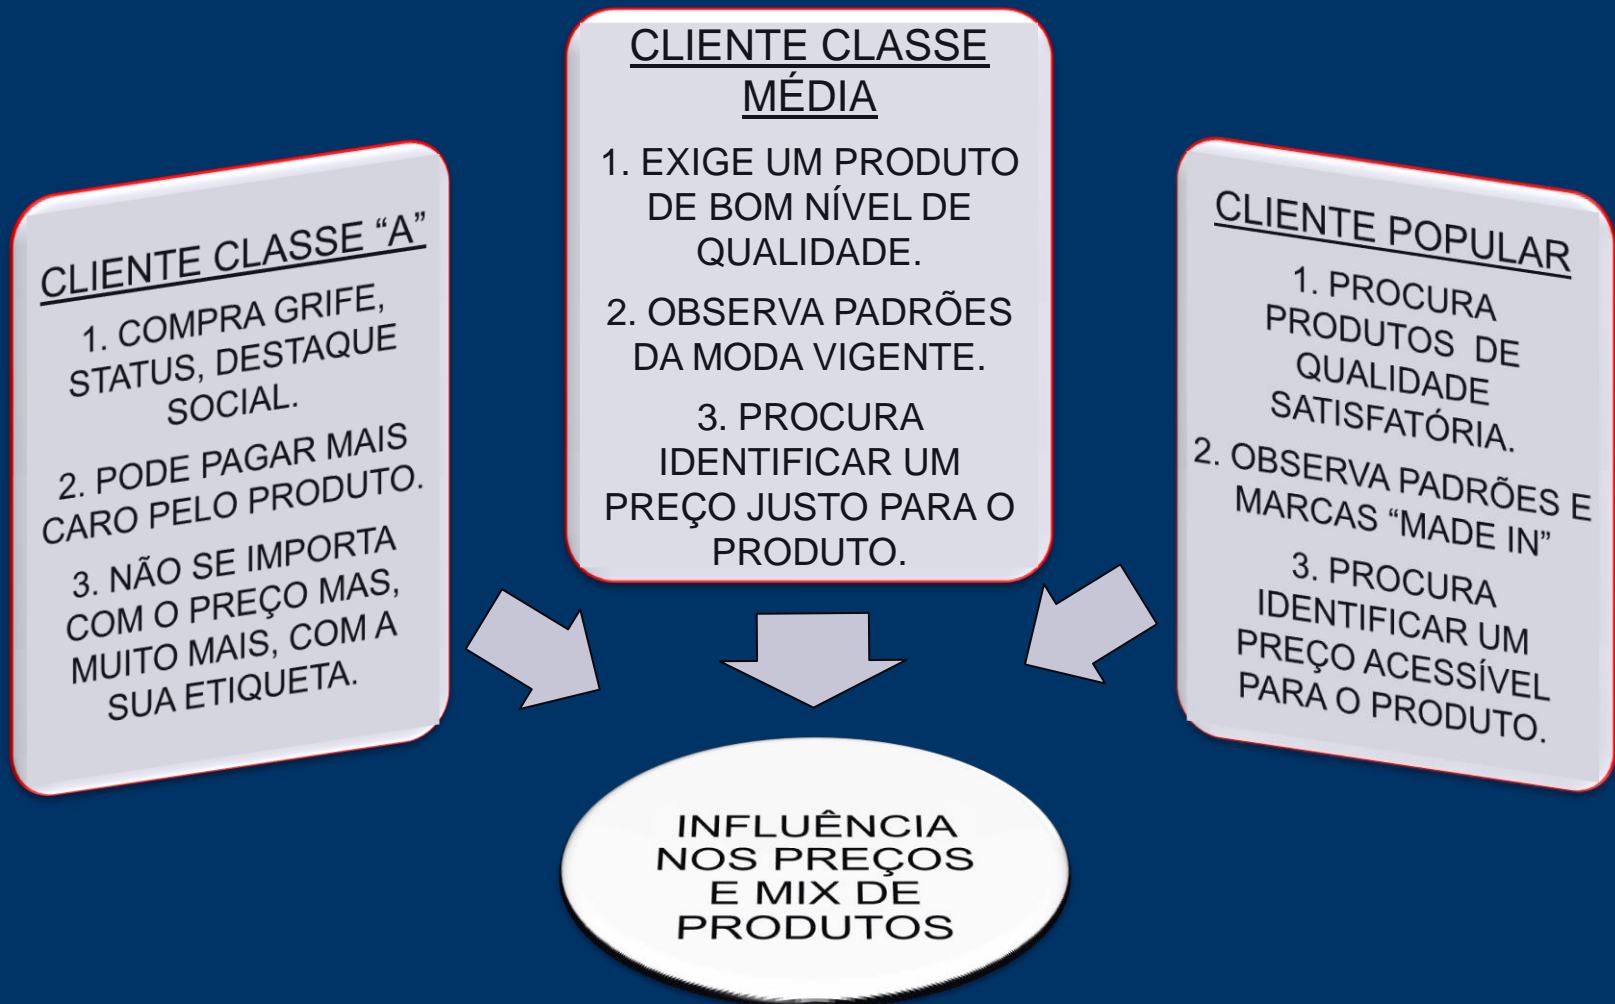 CLIENTE CLASSE “A”
1. COMPRA GRIFE,
STATUS, DESTAQUE
SOCIAL.
2. PODE PAGAR MAIS
CARO PELO PRODUTO.
3. NÃO SE IMPORTA
COM O PREÇO MAS,
MUITO MAIS, COM A
SUA ETIQUETA.
CLIENTE CLASSE
MÉDIA
1. EXIGE UM PRODUTO
DE BOM NÍVEL DE
QUALIDADE.
2. OBSERVA PADRÕES
DA MODA VIGENTE.
3. PROCURA
IDENTIFICAR UM
PREÇO JUSTO PARA O
PRODUTO.
CLIENTE POPULAR
1. PROCURA
PRODUTOS DE
QUALIDADE
SATISFATÓRIA.
2. OBSERVA PADRÕES E
MARCAS “MADE IN”
3. PROCURA
IDENTIFICAR UM
PREÇO ACESSÍVEL
PARA O PRODUTO.
INFLUÊNCIA
NOS PREÇOS
E MIX DE
PRODUTOS